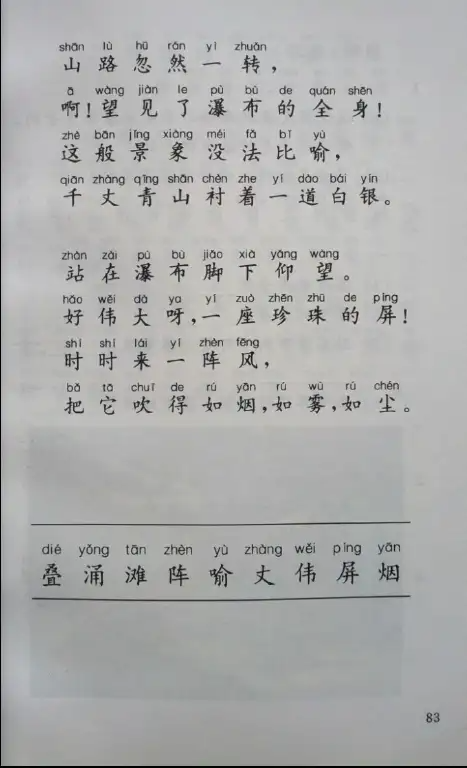 shān lù hū rán yí zhuǎn
山路忽然一转，
ā wàng jiàn le pù bù de quán shēn
啊！望见了瀑布的全身！
zhè bān jǐng xiàng méi fǎ bǐ yù
这般景象没法比喻，
qiān zhàng qīng shān chèn zhe yí dào bái yín
千丈青山衬着一道白银。
zhàn zài pù bù jiǎo xià yǎng wàng
站在瀑布脚下仰望。
hǎo wěi dà ya yí zuò zhēn zhū de píng
好伟大呀，一座珍珠的屏！
shí shí lái yí zhèn fēng
时时来一阵风，
bǎ tā chuī de rú yān rú wù rú chén
把它吹得如烟，如雾，如尘。
dié yǒng tān zhèn yù zhàng wěi píng yān
叠涌滩阵喻丈伟屏烟
83